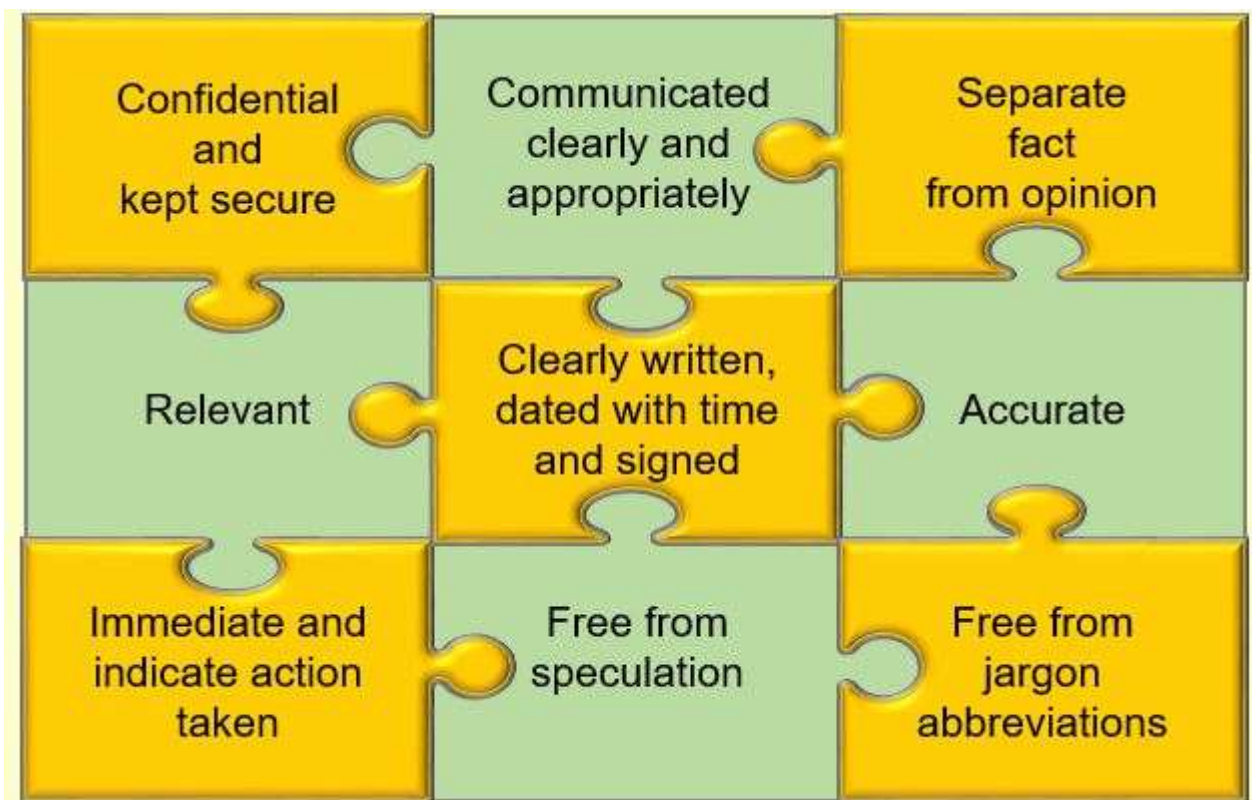 Confidential
and
kept secure
Communicated
clearly and
appropriately
Separate
fact
from opinion
Relevant
Clearly written,
dated with time
and signed
Accurate
Immediate and
indicate action
taken
Free from
speculation
Free from
jargon
abbreviations